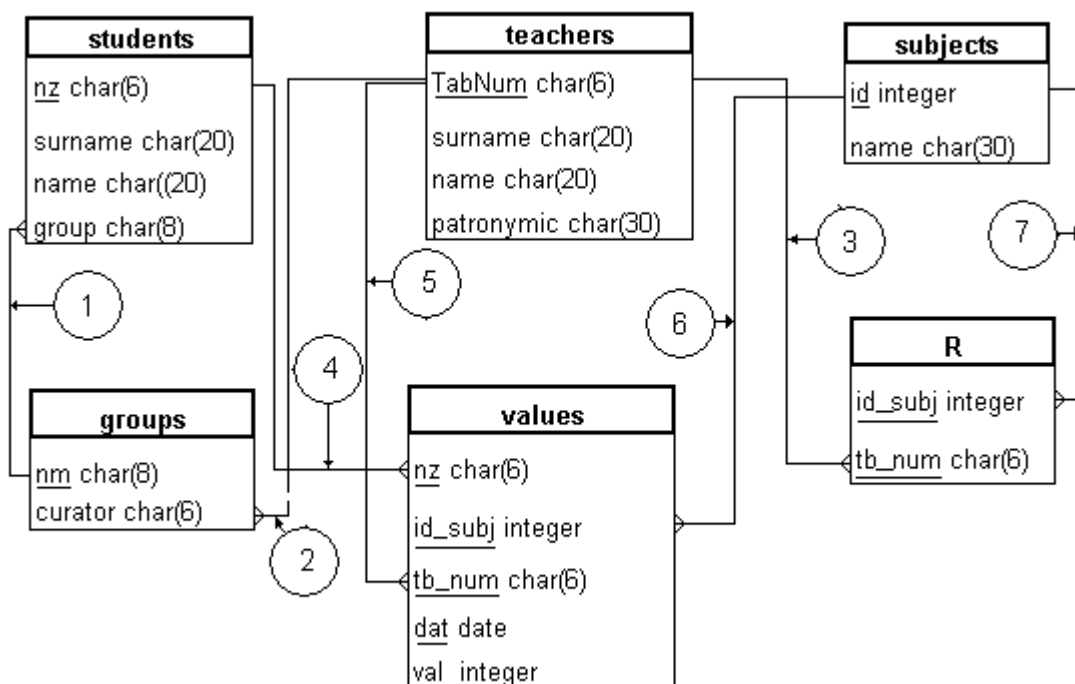 students
nz char(6)
surname char(20)
name char((20)
group char(8)
teachers
TabNum char(6)
surname char(20)
name char(20)
patronymic char(30)
subjects
id integer
name char(30)
1
5
3
7
6
4
2
groups
nm char(8)
curator char(6)
values
nz char(6)
id_subj integer
tb_num char(6)
dat date
val integer
R
id_subj integer
tb_num char(6)